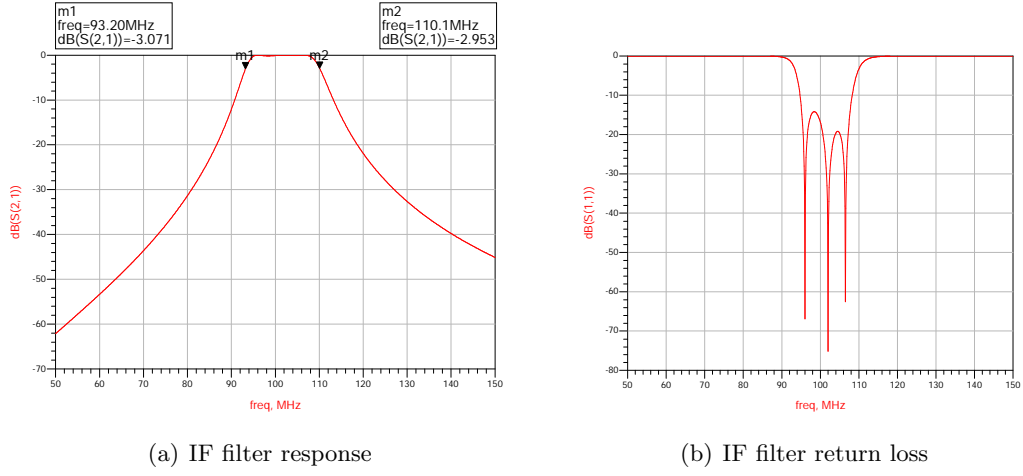 m1
freq=93.20MHz
dB(S(2,1))=-3.071
m2
freq=110.1MHz
dB(S(2,1))=-2.953
m1
m2
0
-10
-20
-30
-40
-50
-60
-70
dB(S(2,1))
50 60 70 80 90 100 110 120 130 140 150
freq, MHz
(a) IF filter response
0
-10
-20
-30
-40
-50
-60
-70
-80
dB(S(1,1))
50 60 70 80 90 100 110 120 130 140 150
freq, MHz
(b) IF filter return loss